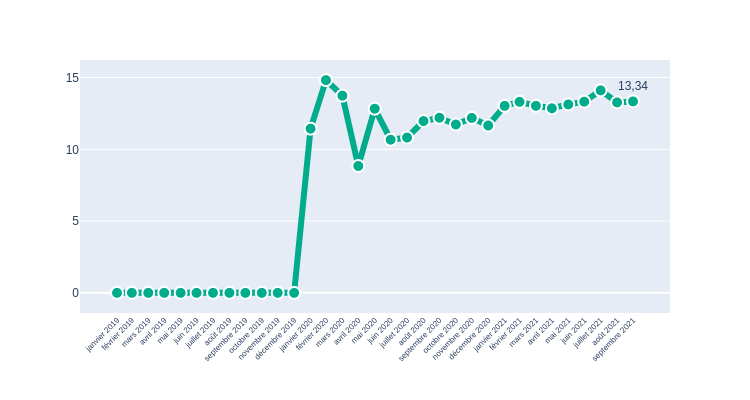 15
13,34
10
5
0
janvier 2019
février 2019
mars 2019
avril 2019
mai 2019
juin 2019
juillet 2019
août 2019
septembre 2019
octobre 2019
novembre 2019
décembre 2019
janvier 2020
février 2020
mars 2020
avril 2020
mai 2020
juin 2020
juillet 2020
août 2020
septembre 2020
octobre 2020
novembre 2020
décembre 2020
janvier 2021
février 2021
mars 2021
avril 2021
mai 2021
juin 2021
juillet 2021
août 2021
septembre 2021